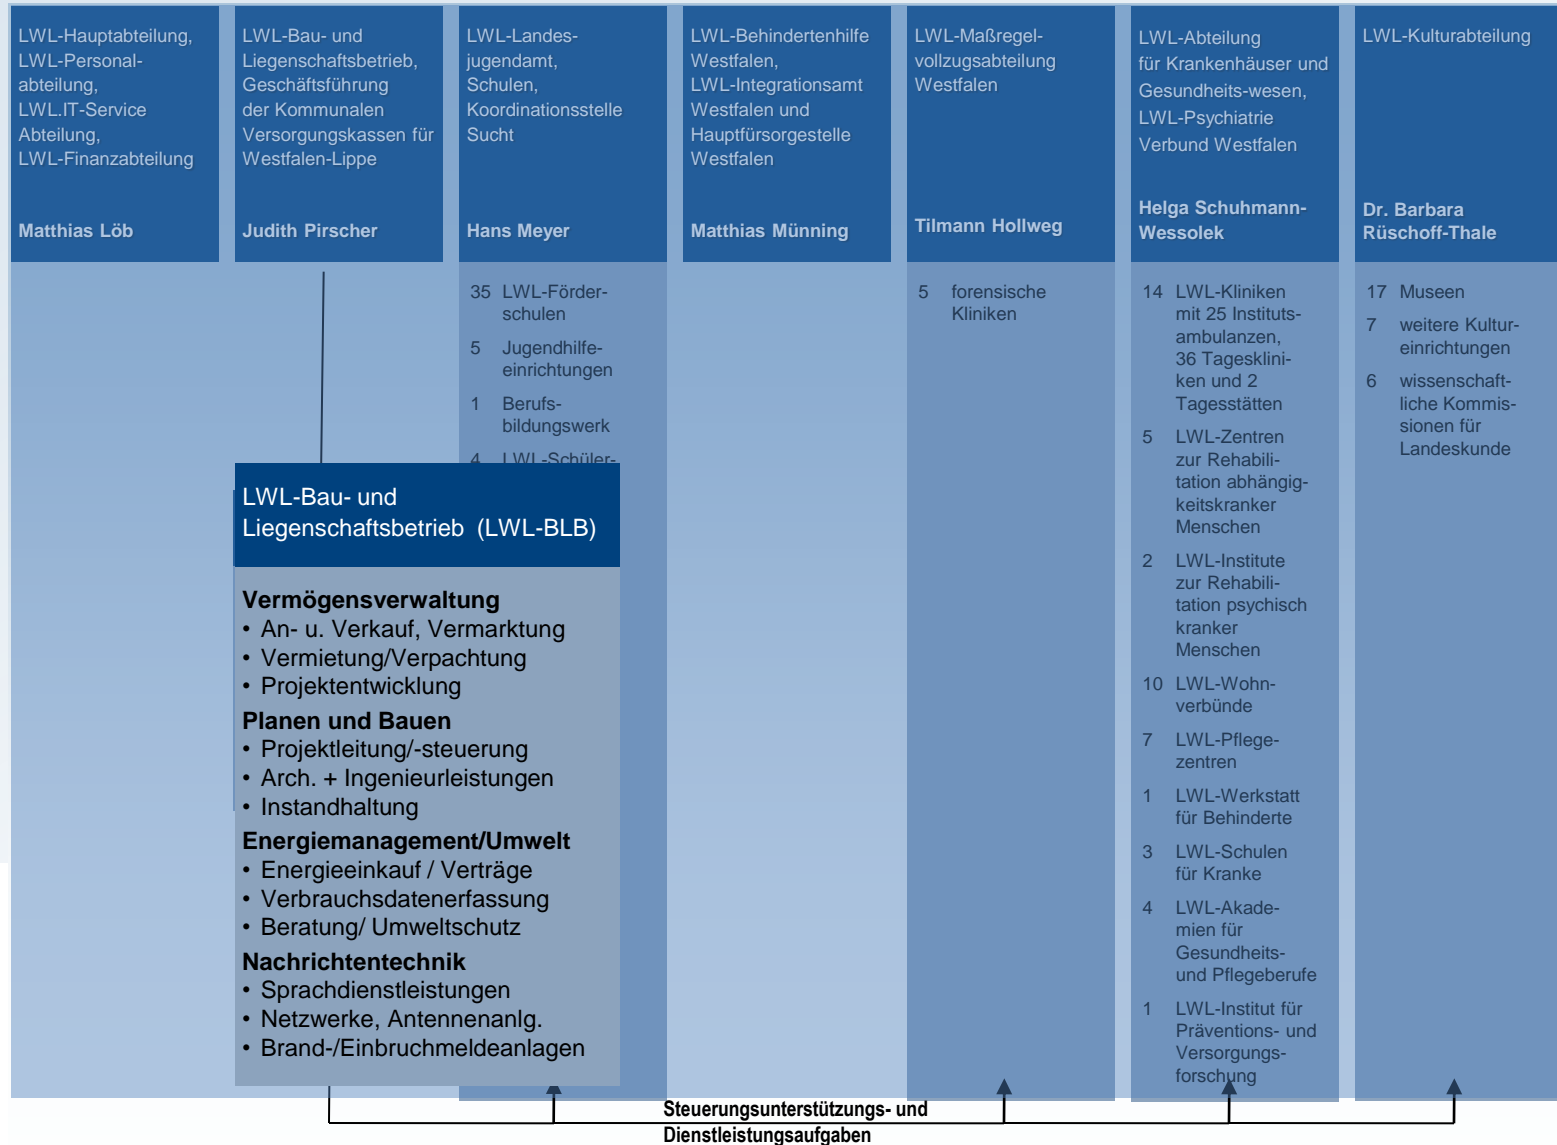 LWL-Hauptabteilung,
LWL-Personal-
abteilung,
LWL.IT-Service
Abteilung,
LWL-Finanzabteilung
Matthias Löb
LWL-Bau- und
Liegenschaftsbetrieb,
Geschäftsführung
der Kommunalen
Versorgungskassen für
Westfalen-Lippe
Judith Pirscher
LWL-Landes-
jugendamt,
Schulen,
Koordinationsstelle
Sucht
Hans Meyer
35 LWL-Förder-
schulen
5 Jugendhilfe-
einrichtungen
1 Berufs-
bildungswerk
4 LWL-Schüler-
LWL-Behindertenhilfe
Westfalen,
LWL-Integrationsamt
Westfalen und
Hauptfürsorgestelle
Westfalen
Matthias Münning
LWL-Maßregel-
vollzugsabteilung
Westfalen
Tilmann Hollweg
5 forensische
Kliniken
LWL-Abteilung
für Krankenhäuser und
Gesundheits-wesen,
LWL-Psychiatrie
Verbund Westfalen
Helga Schuhmann-
Wessolek
14 LWL-Kliniken
mit 25 Instituts-
ambulanzen,
36 Tagesklini-
ken und 2
Tagesstätten
5 LWL-Zentren
zur Rehabili-
tation abhängig-
keitskranker
Menschen
2 LWL-Institute
zur Rehabili-
tation psychisch
kranker
Menschen
10 LWL-Wohn-
verbünde
7 LWL-Pflege-
zentren
1 LWL-Werkstatt
für Behinderte
3 LWL-Schulen
für Kranke
4 LWL-Akade-
mien für
Gesundheits-
und Pflegeberufe
1 LWL-Institut für
Präventions- und
Versorgungs-
forschung
LWL-Kulturabteilung
Dr. Barbara
Rüschoff-Thale
17 Museen
7 weitere Kultur-
einrichtungen
6 wissenschaft-
liche Kommis-
sionen für
Landeskunde
LWL-Bau- und
Liegenschaftsbetrieb (LWL-BLB)
Vermögensverwaltung
• An- u. Verkauf, Vermarktung
• Vermietung/Verpachtung
• Projektentwicklung
Planen und Bauen
• Projektleitung/-steuerung
• Arch. + Ingenieurleistungen
• Instandhaltung
Energiemanagement/Umwelt
• Energieeinkauf / Verträge
• Verbrauchsdatenerfassung
• Beratung/ Umweltschutz
Nachrichtentechnik
• Sprachdienstleistungen
• Netzwerke, Antennenanlg.
• Brand-/Einbruchmeldeanlagen
Steuerungsunterstützungs- und
Dienstleistungsaufgaben